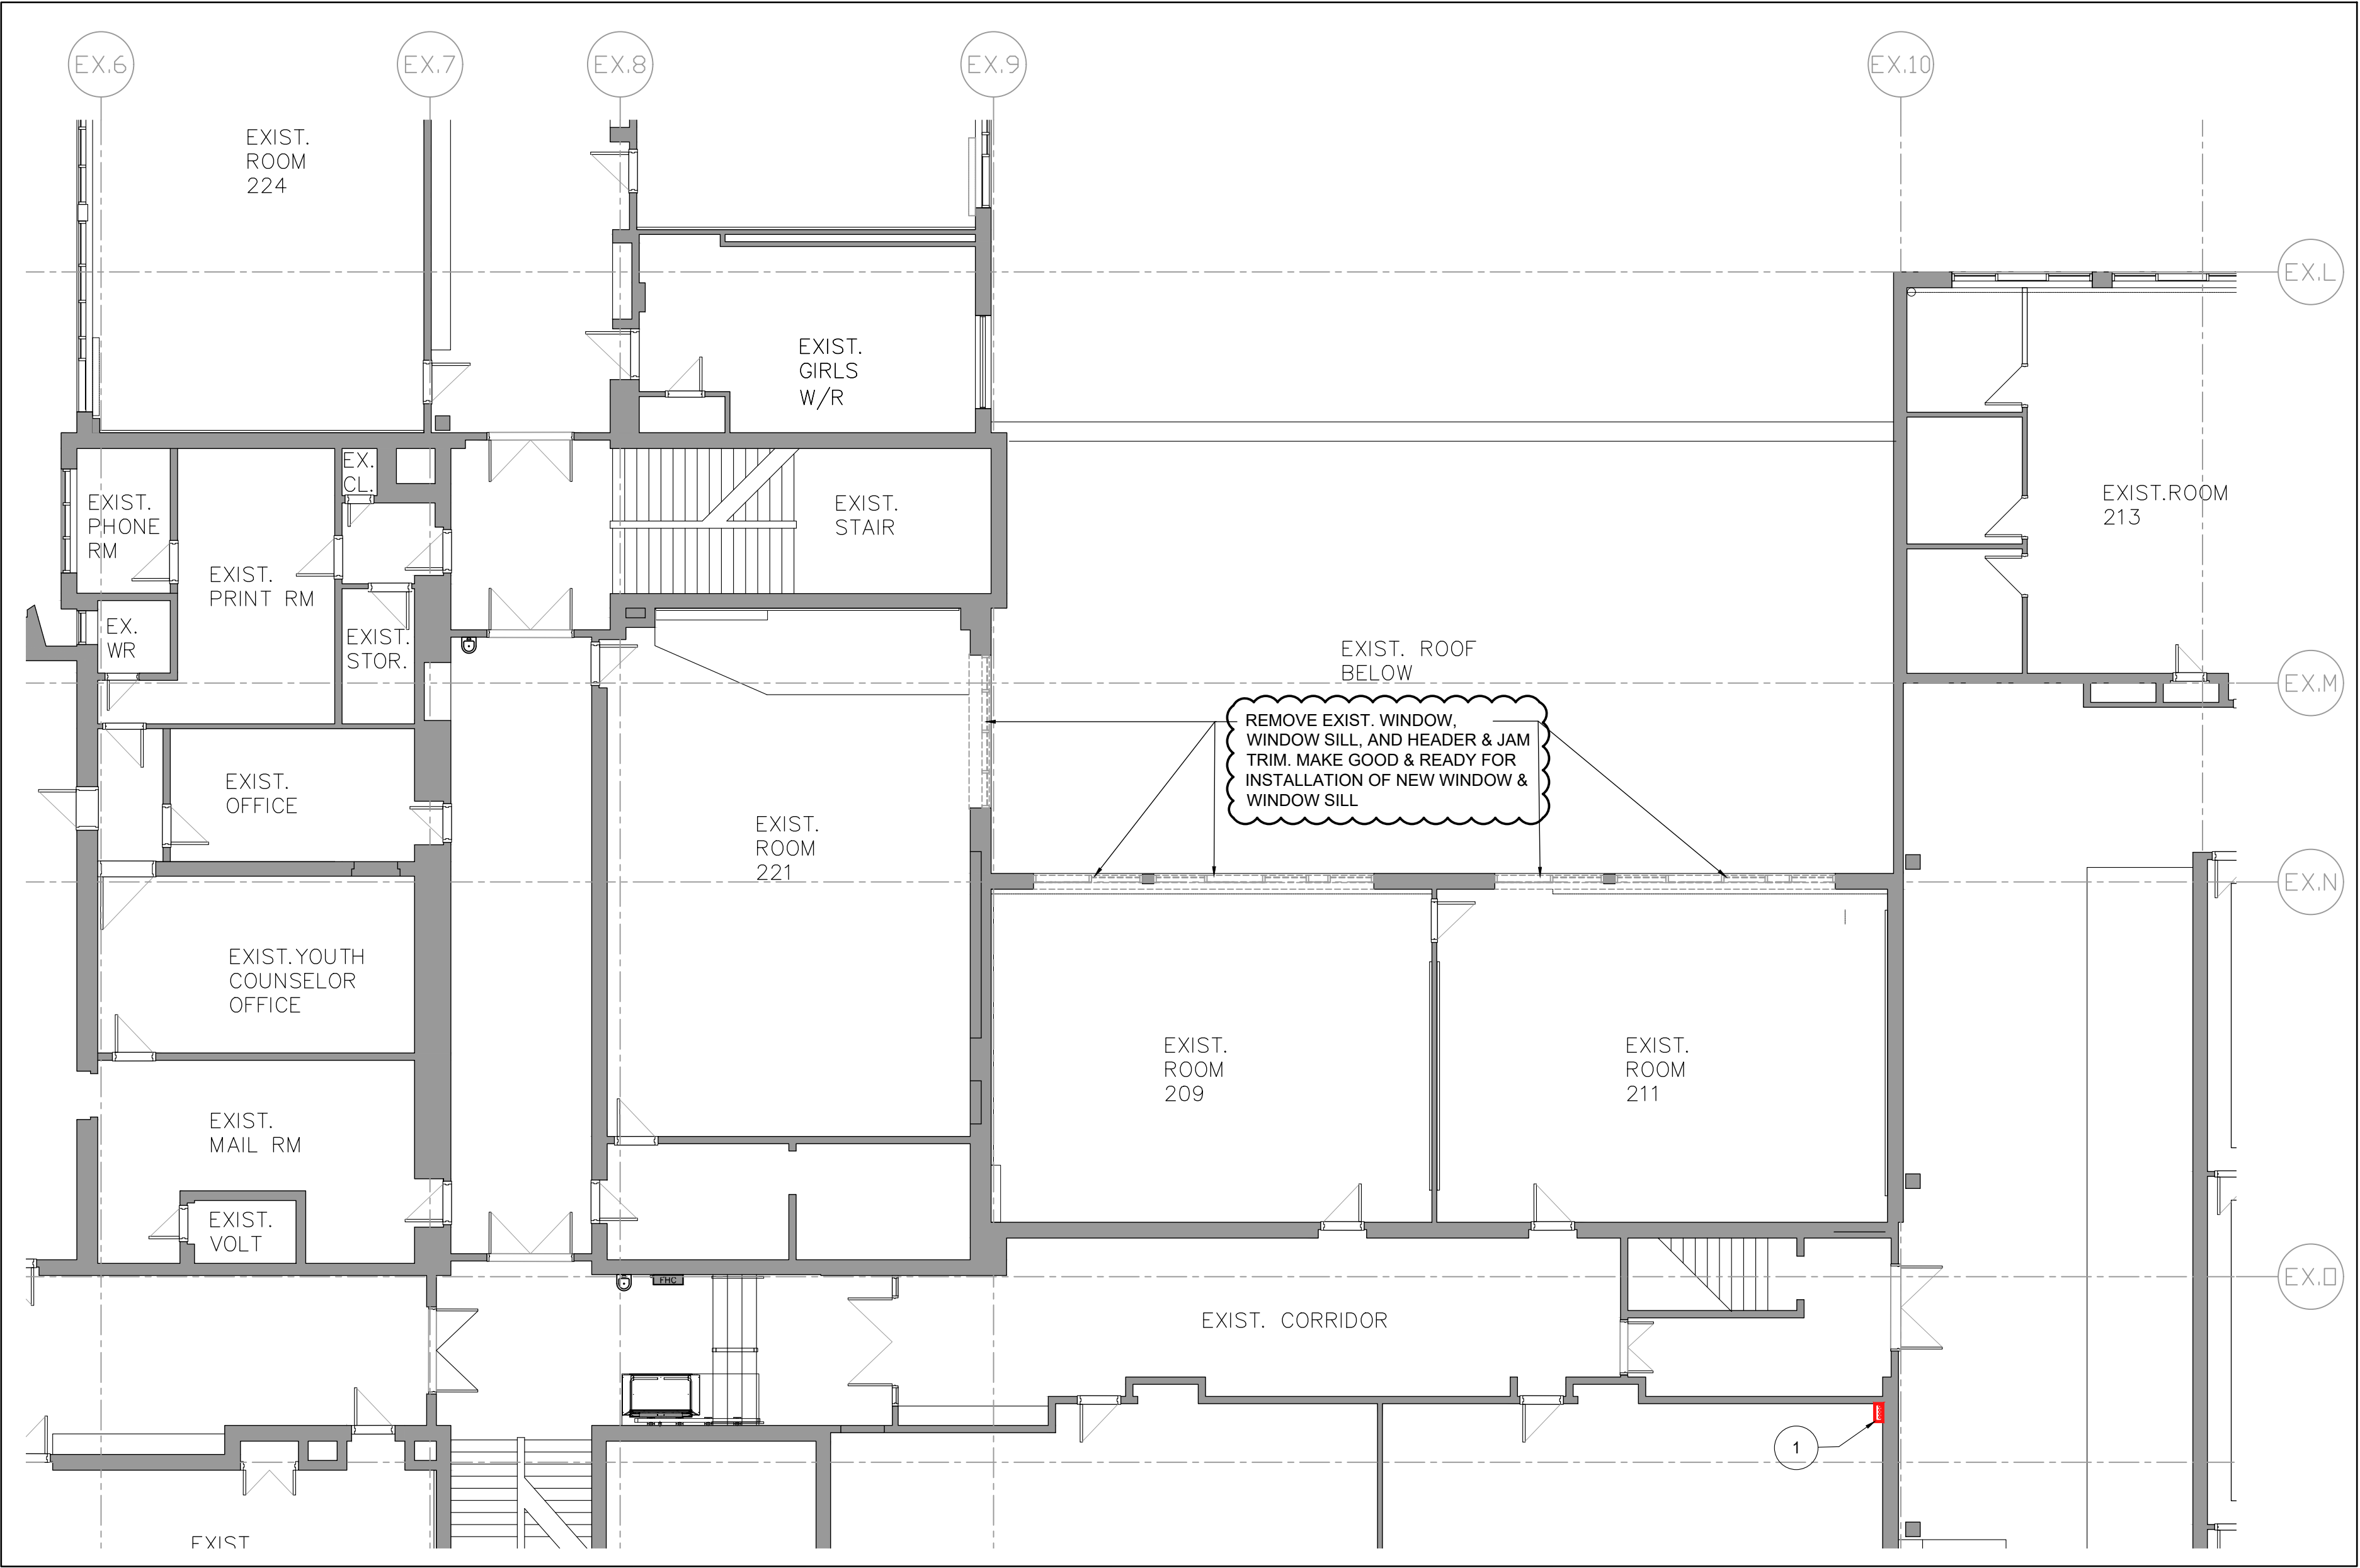 EX.6
EX.7
EX.8
EX.9
EX.10
EXIST.
ROOM
224
EX.L
EXIST.
GIRLS
W/R
EX.
CL.
EXIST.
PHONE
RM
EXIST.
STAIR
EXIST.ROOM
213
EXIST.
PRINT RM
EX.
WR
EXIST.
STOR.
EXIST. ROOF
BELOW
EX.M
REMOVE EXIST. WINDOW,
WINDOW SILL, AND HEADER & JAM
TRIM. MAKE GOOD & READY FOR
INSTALLATION OF NEW WINDOW &
WINDOW SILL
EXIST.
OFFICE
EXIST.
ROOM
221
EX.N
EXIST.YOUTH
COUNSELOR
OFFICE
EXIST.
ROOM
209
EXIST.
ROOM
211
EXIST.
MAIL RM
EXIST.
VOLT
FHC
EX.O
EXIST. CORRIDOR
1
EXIST